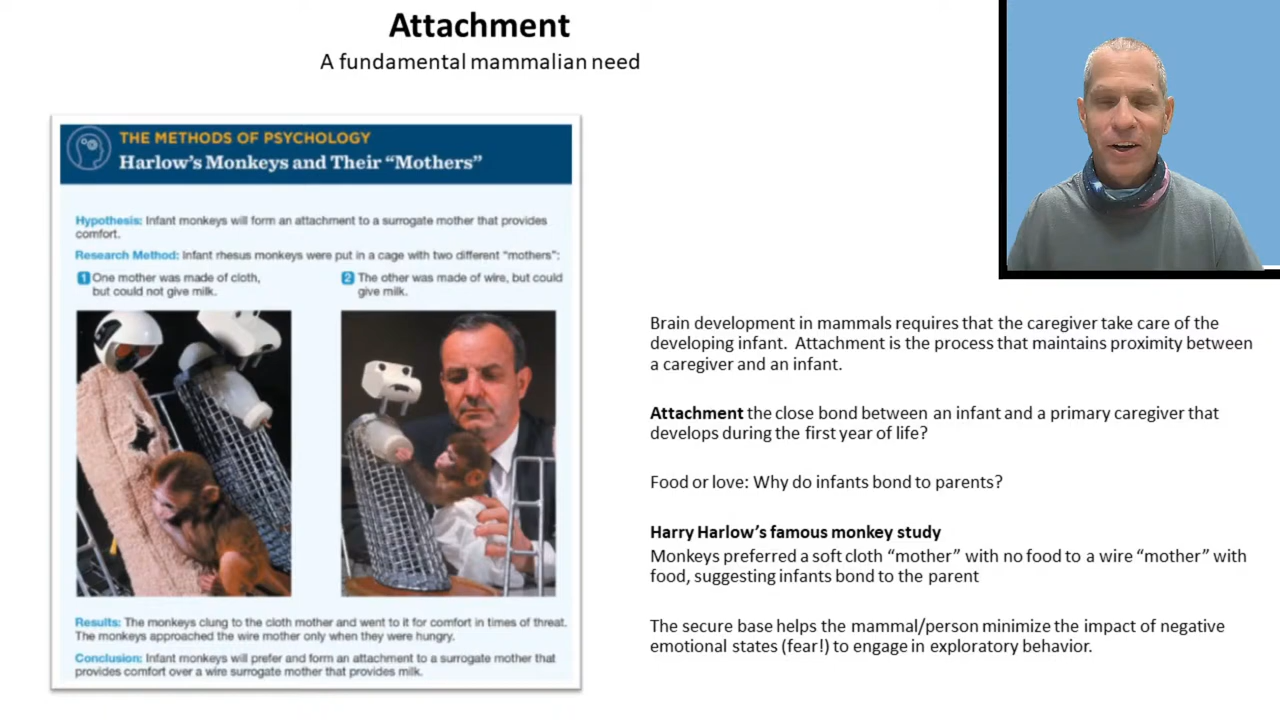 Attachment
A fundamental mammalian need
THE METHODS OF PSYCHOLOGY
Harlow's Monkeys and Their "Mothers"
Hypothesis: Infant monkeys will form an attachment to a surrogate mother that provides
comfort.
Research Method: Infant rhesus monkeys were put in a cage with two different "mothers":
1 One mother was made of cloth,
but could not give milk.
2 The other was made of wire, but could
give milk.
Results: The monkeys clung to the cloth mother and went to it for comfort in times of threat.
The monkeys approached the wire mother only when they were hungry.
Conclusion: Infant monkeys will prefer and form an attachment to a surrogate mother that
provides comfort over a wire surrogate mother that provides milk.
Brain development in mammals requires that the caregiver take care of the
developing infant. Attachment is the process that maintains proximity between
a caregiver and an infant.
Attachment the close bond between an infant and a primary caregiver that
develops during the first year of life?
Food or love: Why do infants bond to parents?
Harry Harlow's famous monkey study
Monkeys preferred a soft cloth "mother" with no food to a wire "mother" with
food, suggesting infants bond to the parent
The secure base helps the mammal/person minimize the impact of negative
emotional states (fear!) to engage in exploratory behavior.